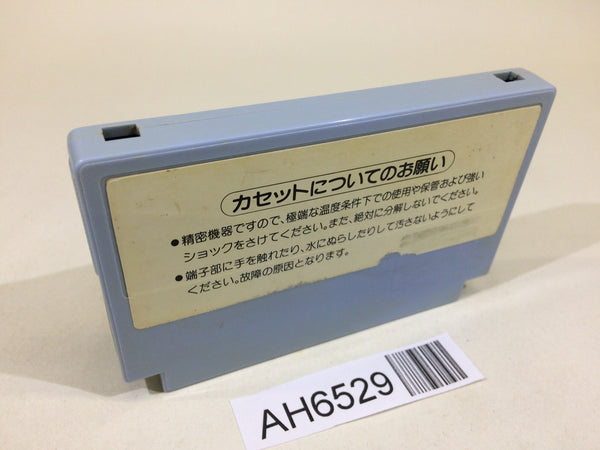 カセットについてのお願い
●精密機器ですので、極端な温度条件下での使用や保管および強い
ショックをさけてください。また、絶対に分解しないでください。
●端子部に手を触れたり、水にぬらしたりして汚さないようにして
ください。故障の原因となります。
AH6529